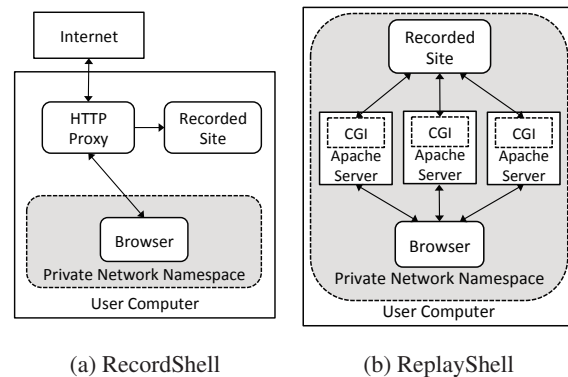 Internet
HTTP
Proxy
Recorded
Site
Browser
Private Network Namespace
User Computer
(a) RecordShell
Recorded
Site
CGI
Apache
Server
CGI
Apache
Server
CGI
Apache
Server
Browser
Private Network Namespace
User Computer
(b) ReplayShell